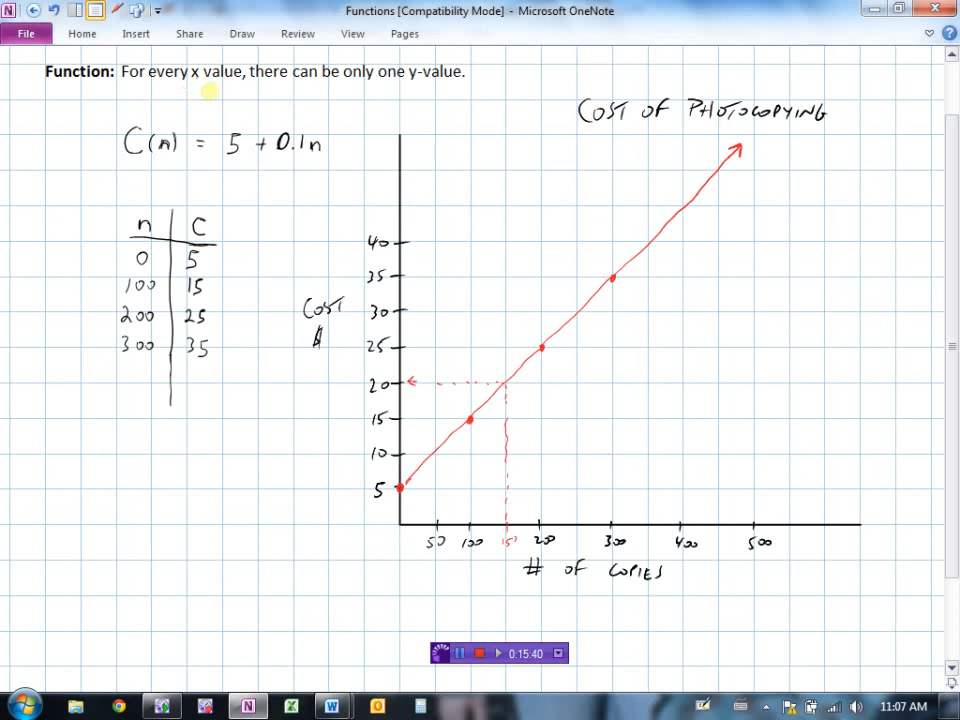 Functions [Compatibility Mode] - Microsoft OneNote
File Home Insert Share Draw Review View Pages
Function: For every x value, there can be only one y-value.
COST OF PHOTOCOPYING
C(n) = 5 + 0.1n
n C
0 5
100 15
200 25
300 35
COST
$
40
35
30
25
20
15
10
5
50 100 150 200 300 400 500
# OF COPIES
0:15:40
11:07 AM